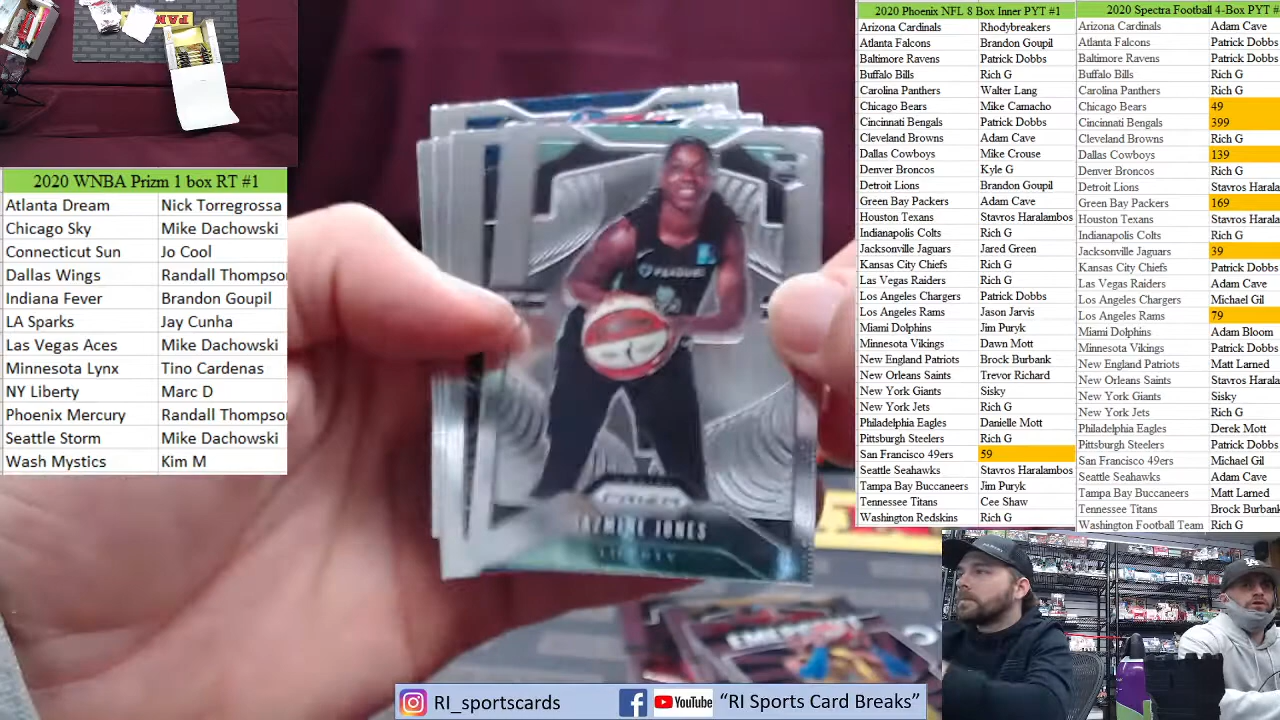 2020 WNBA Prizm 1 box RT #1
Atlanta Dream Nick Torregrossa
Chicago Sky Mike Dachowski
Connecticut Sun Jo Cool
Dallas Wings Randall Thompso
Indiana Fever Brandon Goupil
LA Sparks Jay Cunha
Las Vegas Aces Mike Dachowski
Minnesota Lynx Tino Cardenas
NY Liberty Marc D
Phoenix Mercury Randall Thompso
Seattle Storm Mike Dachowski
Wash Mystics Kim M
PRIZM
JONES
LIBERTY
2020 Phoenix NFL 8 Box Inner PYT #1
Arizona Cardinals Rhodybreakers
Atlanta Falcons Brandon Goupil
Baltimore Ravens Patrick Dobbs
Buffalo Bills Rich G
Carolina Panthers Walter Lang
Chicago Bears Mike Camacho
Cincinnati Bengals Patrick Dobbs
Cleveland Browns Adam Cave
Dallas Cowboys Mike Crouse
Denver Broncos Kyle G
Detroit Lions Brandon Goupil
Green Bay Packers Adam Cave
Houston Texans Stavros Haralambos
Indianapolis Colts Rich G
Jacksonville Jaguars Jared Green
Kansas City Chiefs Rich G
Las Vegas Raiders Rich G
Los Angeles Chargers Patrick Dobbs
Los Angeles Rams Jason Jarvis
Miami Dolphins Jim Puryk
Minnesota Vikings Dawn Mott
New England Patriots Brock Burbank
New Orleans Saints Trevor Richard
New York Giants Sisky
New York Jets Rich G
Philadelphia Eagles Danielle Mott
Pittsburgh Steelers Rich G
San Francisco 49ers 59
Seattle Seahawks Stavros Haralambos
Tampa Bay Buccaneers Jim Puryk
Tennessee Titans Cee Shaw
Washington Redskins Rich G
2020 Spectra Football 4-Box PYT #
Arizona Cardinals Adam Cave
Atlanta Falcons Patrick Dobbs
Baltimore Ravens Patrick Dobbs
Buffalo Bills Rich G
Carolina Panthers Rich G
Chicago Bears 49
Cincinnati Bengals 399
Cleveland Browns Rich G
Dallas Cowboys 139
Denver Broncos Rich G
Detroit Lions Stavros Harala
Green Bay Packers 169
Houston Texans Stavros Harala
Indianapolis Colts Rich G
Jacksonville Jaguars 39
Kansas City Chiefs Patrick Dobbs
Las Vegas Raiders Adam Cave
Los Angeles Chargers Michael Gil
Los Angeles Rams 79
Miami Dolphins Adam Bloom
Minnesota Vikings Patrick Dobbs
New England Patriots Matt Larned
New Orleans Saints Stavros Harala
New York Giants Sisky
New York Jets Rich G
Philadelphia Eagles Derek Mott
Pittsburgh Steelers Patrick Dobbs
San Francisco 49ers Michael Gil
Seattle Seahawks Adam Cave
Tampa Bay Buccaneers Matt Larned
Tennessee Titans Brock Burbank
Washington Football Team Rich G
RI_sportscards YouTube “RI Sports Card Breaks”